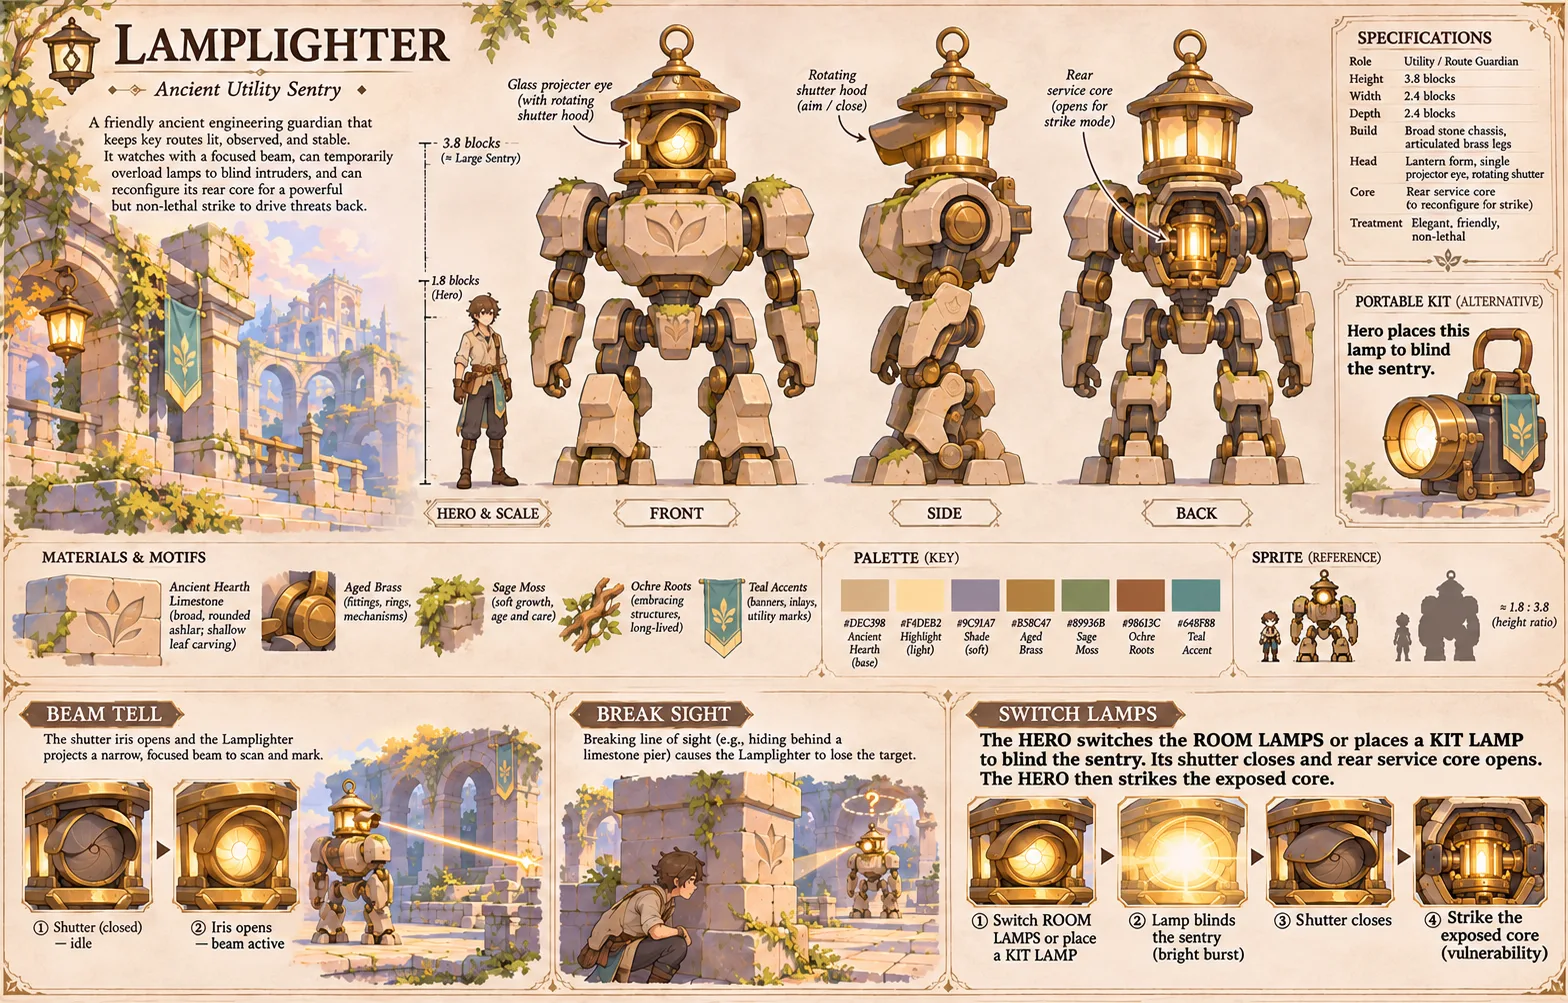 LAMPLIGHTER
Ancient Utility Sentry
A friendly ancient engineering guardian that
keeps key routes lit, observed, and stable.
It watches with a focused beam, can temporarily
overload lamps to blind intruders, and can
reconfigure its rear core for a powerful
but non-lethal strike to drive threats back.
3.8 blocks
(≈ Large Sentry)
1.8 blocks
(Hero)
Glass projecter eye
(with rotating
shutter hood)
Rotating
shutter hood
(aim / close)
Rear
service core
(opens for
strike mode)
HERO & SCALE
FRONT
SIDE
BACK
SPECIFICATIONS
Role Utility / Route Guardian
Height 3.8 blocks
Width 2.4 blocks
Depth 2.4 blocks
Build Broad stone chassis,
articulated brass legs
Head Lantern form, single
projector eye, rotating shutter
Core Rear service core
(to reconfigure for strike)
Treatment Elegant, friendly,
non-lethal
PORTABLE KIT (ALTERNATIVE)
Hero places this
lamp to blind
the sentry.
MATERIALS & MOTIFS
Ancient Hearth
Limestone
(broad, rounded
ashlar; shallow
leaf carving)
Aged Brass
(fittings, rings,
mechanisms)
Sage Moss
(soft growth,
age and care)
Ochre Roots
(embracing
structures,
long-lived)
Teal Accents
(banners, inlays,
utility marks)
PALETTE (KEY)
#DEC398
Ancient
Hearth
(base)
#F4DEB2
Highlight
(light)
#9C91A7
Shade
(soft)
#B58C47
Aged
Brass
#89936B
Sage
Moss
#98613C
Ochre
Roots
#648F88
Teal
Accent
SPRITE (REFERENCE)
≈ 1.8 : 3.8
(height ratio)
BEAM TELL
The shutter iris opens and the Lamplighter
projects a narrow, focused beam to scan and mark.
① Shutter (closed)
— idle
② Iris opens
— beam active
BREAK SIGHT
Breaking line of sight (e.g., hiding behind a
limestone pier) causes the Lamplighter to lose the target.
?
SWITCH LAMPS
The HERO switches the ROOM LAMPS or places a KIT LAMP
to blind the sentry. Its shutter closes and rear service core opens.
The HERO then strikes the exposed core.
① Switch ROOM
LAMPS or place
a KIT LAMP
② Lamp blinds
the sentry
(bright burst)
③ Shutter closes
④ Strike the
exposed core
(vulnerability)